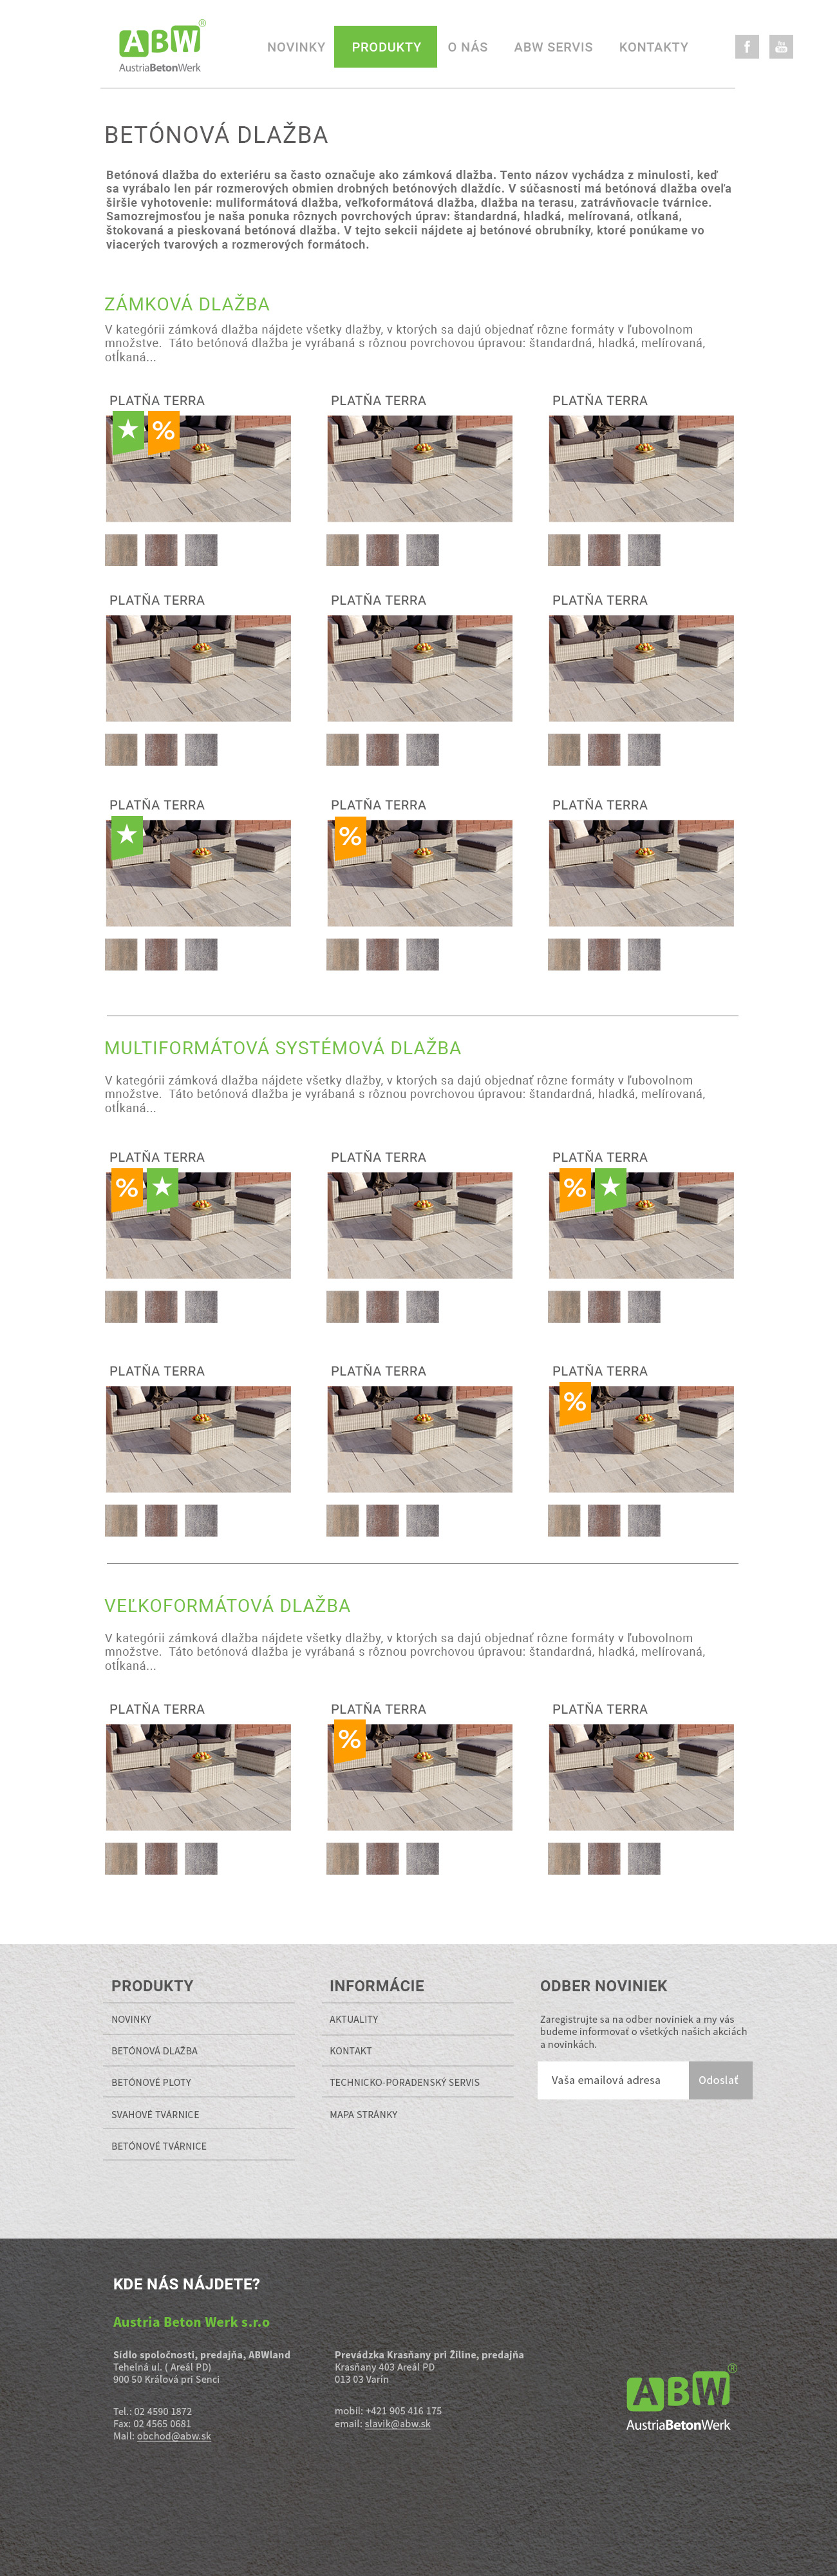 ABW®
AustriaBetonWerk
NOVINKY PRODUKTY O NÁS ABW SERVIS KONTAKTY
f You Tube
BETÓNOVÁ DLAŽBA
Betónová dlažba do exteriéru sa často označuje ako zámková dlažba. Tento názov vychádza z minulosti, keď
sa vyrábalo len pár rozmerových obmien drobných betónových dlaždíc. V súčasnosti má betónová dlažba oveľa
širšie vyhotovenie: muliformátová dlažba, veľkoformátová dlažba, dlažba na terasu, zatrávňovacie tvárnice.
Samozrejmosťou je naša ponuka rôznych povrchových úprav: štandardná, hladká, melírovaná, otĺkaná,
štokovaná a pieskovaná betónová dlažba. V tejto sekcii nájdete aj betónové obrubníky, ktoré ponúkame vo
viacerých tvarových a rozmerových formátoch.
ZÁMKOVÁ DLAŽBA
V kategórii zámková dlažba nájdete všetky dlažby, v ktorých sa dajú objednať rôzne formáty v ľubovolnom
množstve.  Táto betónová dlažba je vyrábaná s rôznou povrchovou úpravou: štandardná, hladká, melírovaná,
otĺkaná...
PLATŇA TERRA PLATŇA TERRA PLATŇA TERRA
%
PLATŇA TERRA PLATŇA TERRA PLATŇA TERRA
PLATŇA TERRA PLATŇA TERRA PLATŇA TERRA
%
MULTIFORMÁTOVÁ SYSTÉMOVÁ DLAŽBA
V kategórii zámková dlažba nájdete všetky dlažby, v ktorých sa dajú objednať rôzne formáty v ľubovolnom
množstve.  Táto betónová dlažba je vyrábaná s rôznou povrchovou úpravou: štandardná, hladká, melírovaná,
otĺkaná...
PLATŇA TERRA PLATŇA TERRA PLATŇA TERRA
% %
PLATŇA TERRA PLATŇA TERRA PLATŇA TERRA
%
VEĽKOFORMÁTOVÁ DLAŽBA
V kategórii zámková dlažba nájdete všetky dlažby, v ktorých sa dajú objednať rôzne formáty v ľubovolnom
množstve.  Táto betónová dlažba je vyrábaná s rôznou povrchovou úpravou: štandardná, hladká, melírovaná,
otĺkaná...
PLATŇA TERRA PLATŇA TERRA PLATŇA TERRA
%
PRODUKTY
NOVINKY
BETÓNOVÁ DLAŽBA
BETÓNOVÉ PLOTY
SVAHOVÉ TVÁRNICE
BETÓNOVÉ TVÁRNICE
INFORMÁCIE
AKTUALITY
KONTAKT
TECHNICKO-PORADENSKÝ SERVIS
MAPA STRÁNKY
ODBER NOVINIEK
Zaregistrujte sa na odber noviniek a my vás
budeme informovať o všetkých našich akciách
a novinkách.
Vaša emailová adresa Odoslať
KDE NÁS NÁJDETE?
Austria Beton Werk s.r.o
Sídlo spoločnosti, predajňa, ABWland
Tehelná ul. ( Areál PD)
900 50 Kráľová pri Senci
Tel.: 02 4590 1872
Fax: 02 4565 0681
Mail: obchod@abw.sk
Prevádzka Krasňany pri Žiline, predajňa
Krasňany 403 Areál PD
013 03 Varín
mobil: +421 905 416 175
email: slavik@abw.sk
ABW®
AustriaBetonWerk